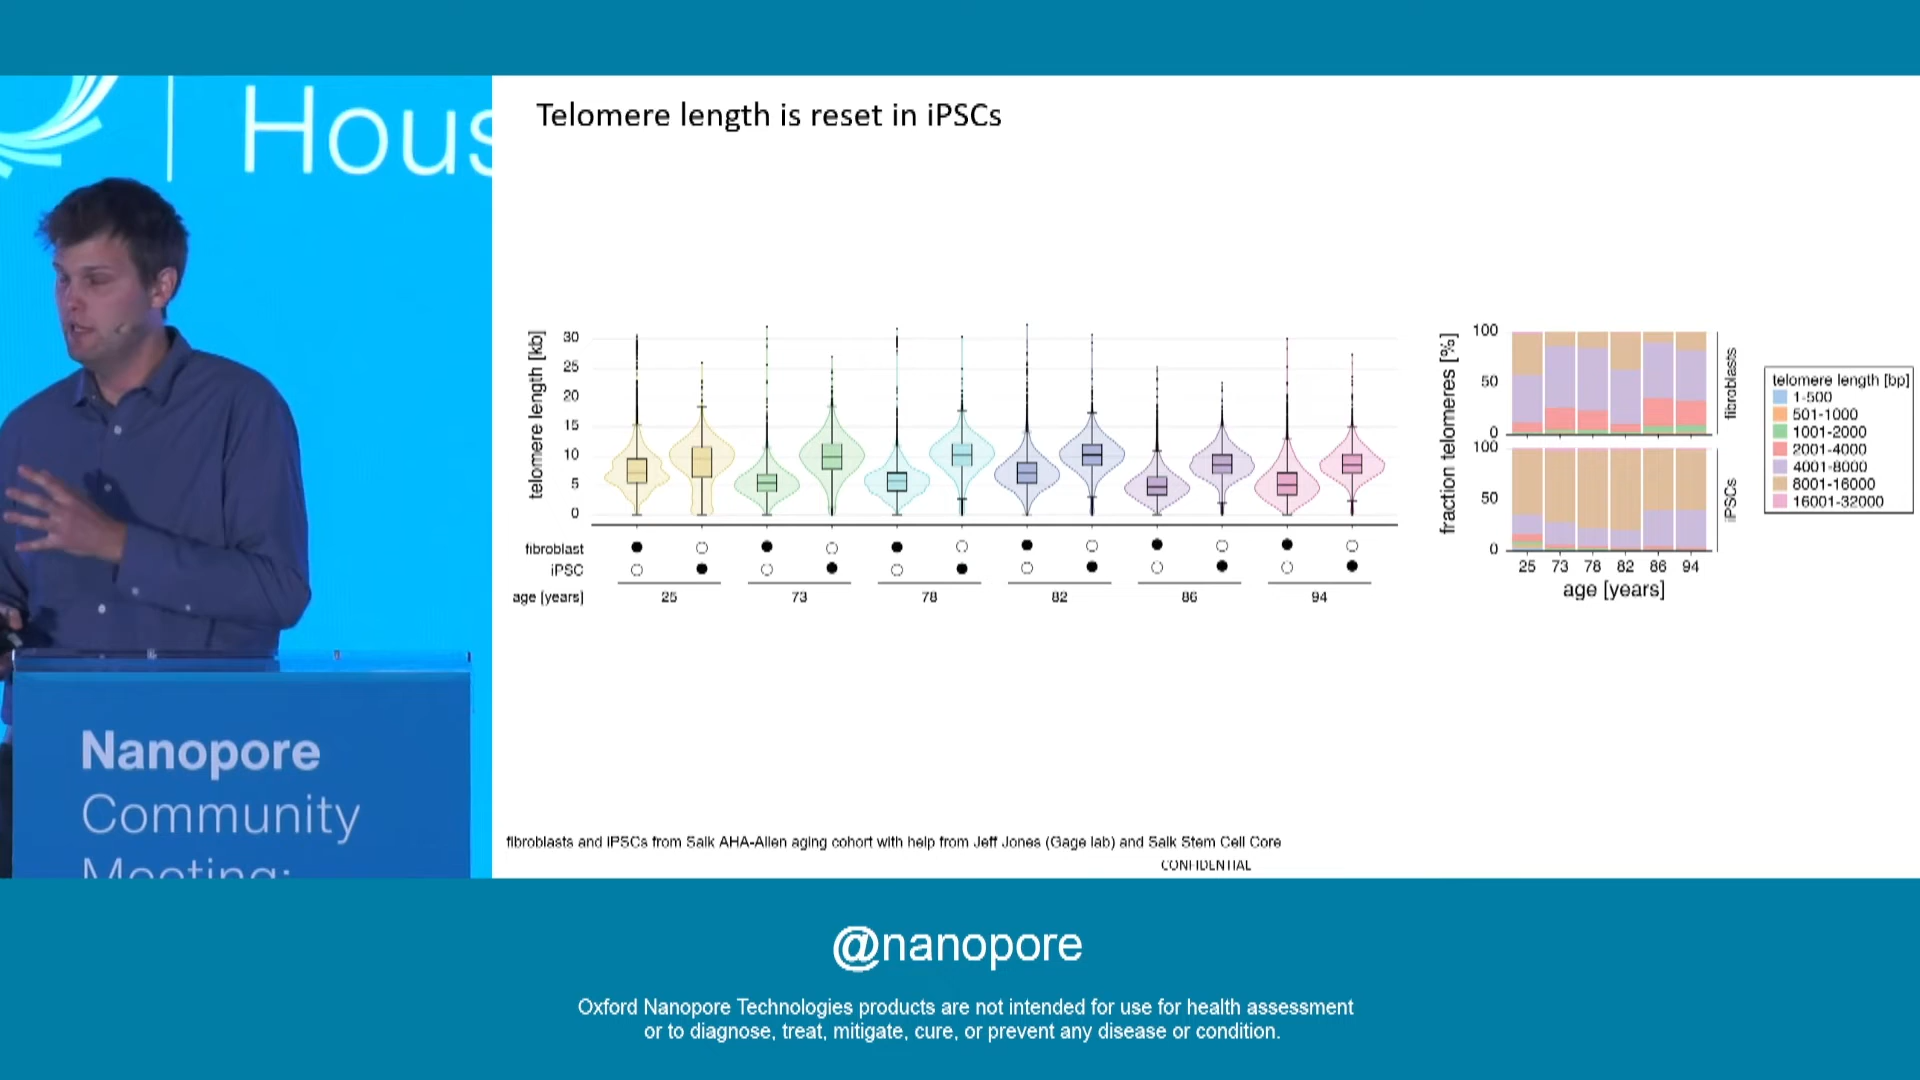 Hous
Nanopore
Community
Meeting:
Telomere length is reset in iPSCs
telomere length [kb]
30
25
20
15
10
5
0
fibroblast
iPSC
age [years]
25
73
78
82
86
94
fraction telomeres [%]
100
50
0
fibroblasts
100
50
0
iPSCs
25 73 78 82 86 94
age [years]
telomere length [bp]
1-500
501-1000
1001-2000
2001-4000
4001-8000
8001-16000
16001-32000
fibroblasts and iPSCs from Salk AHA-Allen aging cohort with help from Jeff Jones (Gage lab) and Salk Stem Cell Core
CONFIDENTIAL
@nanopore
Oxford Nanopore Technologies products are not intended for use for health assessment
or to diagnose, treat, mitigate, cure, or prevent any disease or condition.